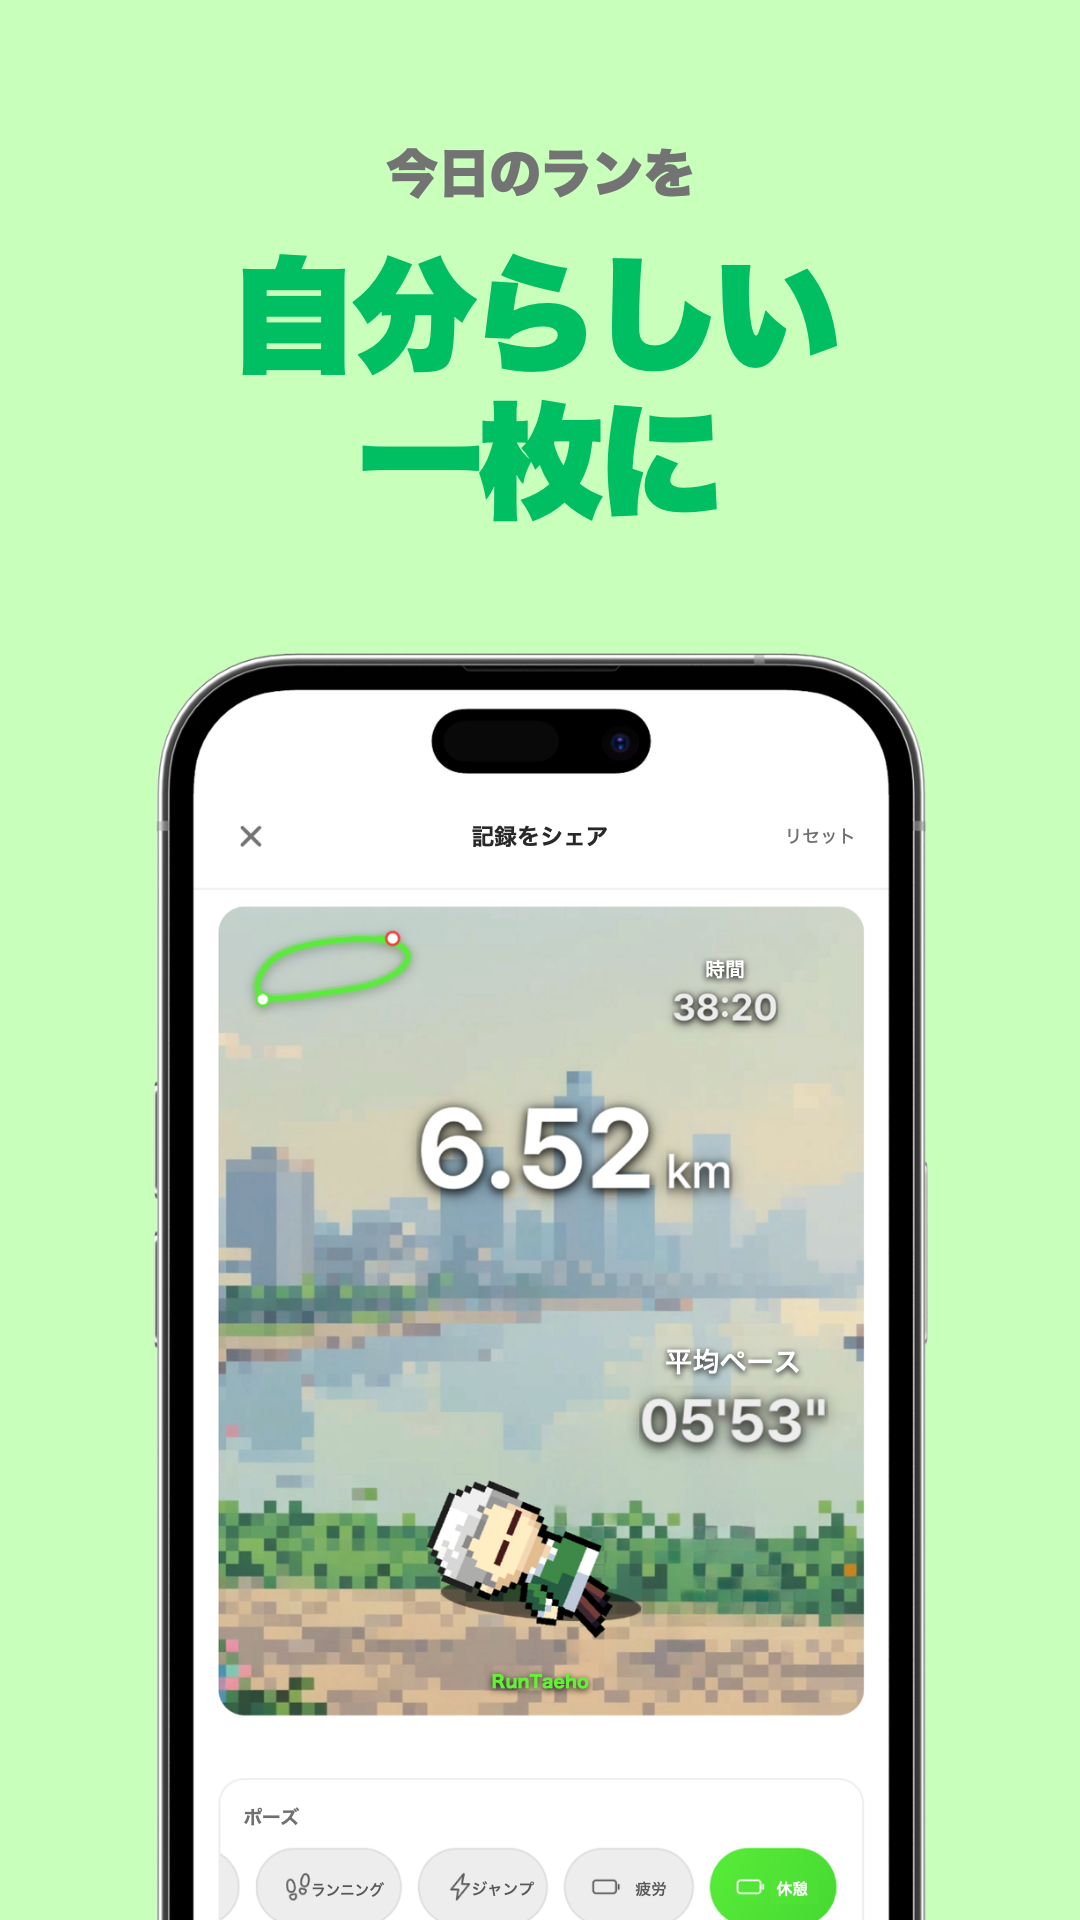 今日のランを
自分らしい
一枚に
記録をシェア
リセット
時間
38:20
6.52 km
平均ペース
05'53"
RunTaeho
ポーズ
ランニング
ジャンプ
疲労
休憩